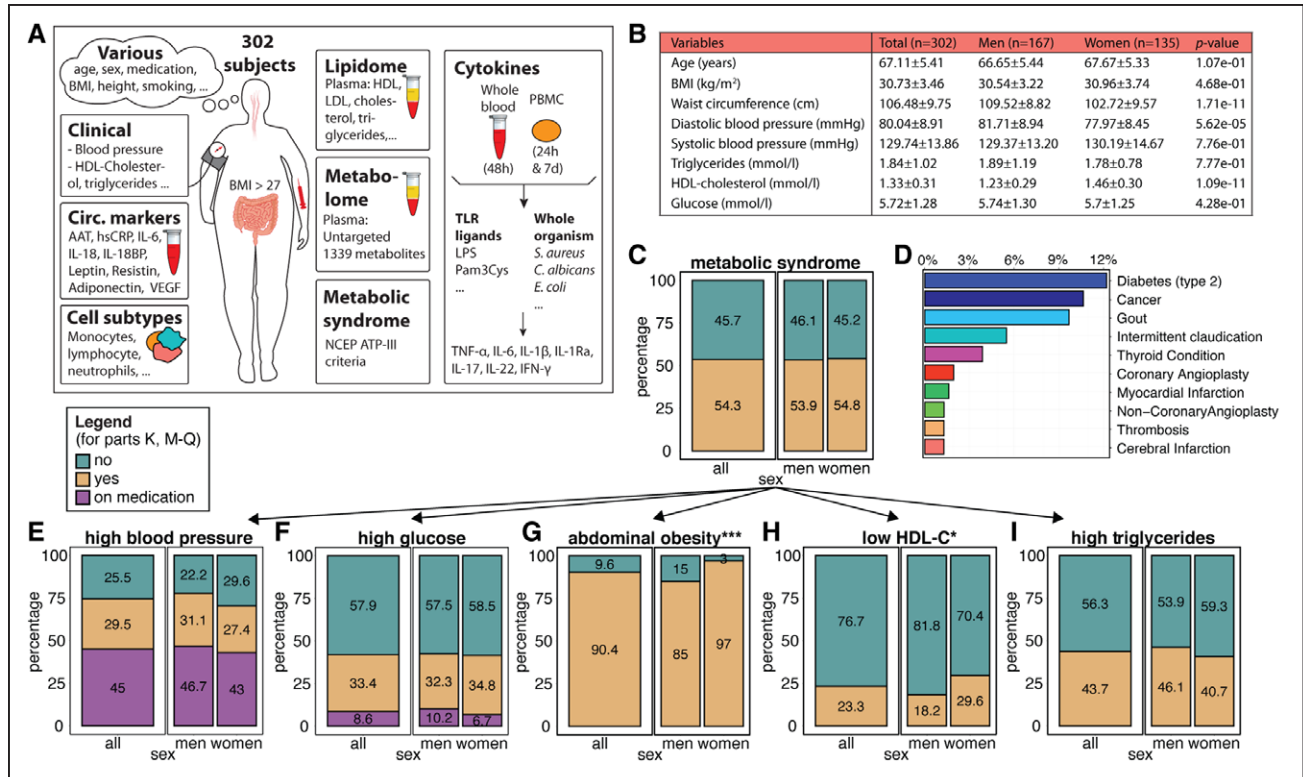 A
Various
age, sex, medication,
BMI, height, smoking, ...
302
subjects
Clinical
- Blood pressure
- HDL-Cholester-
ol, triglycerides ...
BMI > 27
Circ. markers
AAT, hsCRP, IL-6,
IL-18, IL-18BP,
Leptin, Resistin,
Adiponectin, VEGF
Cell subtypes
Monocytes,
lymphocyte,
neutrophils, ...
Lipidome
Plasma: HDL,
LDL, choles-
terol, tri-
glycerides,...
Metabo-
lome
Plasma:
Untargeted
1339 metabolites
Metabolic
syndrome
NCEP ATP-III
criteria
Cytokines
Whole
blood
(48h)
PBMC
(24h
& 7d)
TLR
ligands
LPS
Pam3Cys
...
Whole
organism
S. aureus
C. albicans
E. coli
...
TNF-α, IL-6, IL-1β, IL-1Ra,
IL-17, IL-22, IFN-γ
B
Variables Total (n=302) Men (n=167) Women (n=135) p-value
Age (years) 67.11±5.41 66.65±5.44 67.67±5.33 1.07e-01
BMI (kg/m²) 30.73±3.46 30.54±3.22 30.96±3.74 4.68e-01
Waist circumference (cm) 106.48±9.75 109.52±8.82 102.72±9.57 1.71e-11
Diastolic blood pressure (mmHg) 80.04±8.91 81.71±8.94 77.97±8.45 5.62e-05
Systolic blood pressure (mmHg) 129.74±13.86 129.37±13.20 130.19±14.67 7.76e-01
Triglycerides (mmol/l) 1.84±1.02 1.89±1.19 1.78±0.78 7.77e-01
HDL-cholesterol (mmol/l) 1.33±0.31 1.23±0.29 1.46±0.30 1.09e-11
Glucose (mmol/l) 5.72±1.28 5.74±1.30 5.7±1.25 4.28e-01
C
metabolic syndrome
percentage
100
75
50
25
0
45.7 46.1 45.2
54.3 53.9 54.8
all men women
sex
D
0% 3% 6% 9% 12%
Diabetes (type 2)
Cancer
Gout
Intermittent claudication
Thyroid Condition
Coronary Angioplasty
Myocardial Infarction
Non−CoronaryAngioplasty
Thrombosis
Cerebral Infarction
Legend
(for parts K, M-Q)
no
yes
on medication
E
high blood pressure
percentage
100
75
50
25
0
25.5 22.2 29.6
29.5 31.1 27.4
45 46.7 43
all men women
sex
F
high glucose
percentage
100
75
50
25
0
57.9 57.5 58.5
33.4 32.3 34.8
8.6 10.2 6.7
all men women
sex
G
abdominal obesity***
percentage
100
75
50
25
0
9.6 15 3
90.4 85 97
all men women
sex
H
low HDL-C*
percentage
100
75
50
25
0
76.7 81.8 70.4
23.3 18.2 29.6
all men women
sex
I
high triglycerides
percentage
100
75
50
25
0
56.3 53.9 59.3
43.7 46.1 40.7
all men women
sex